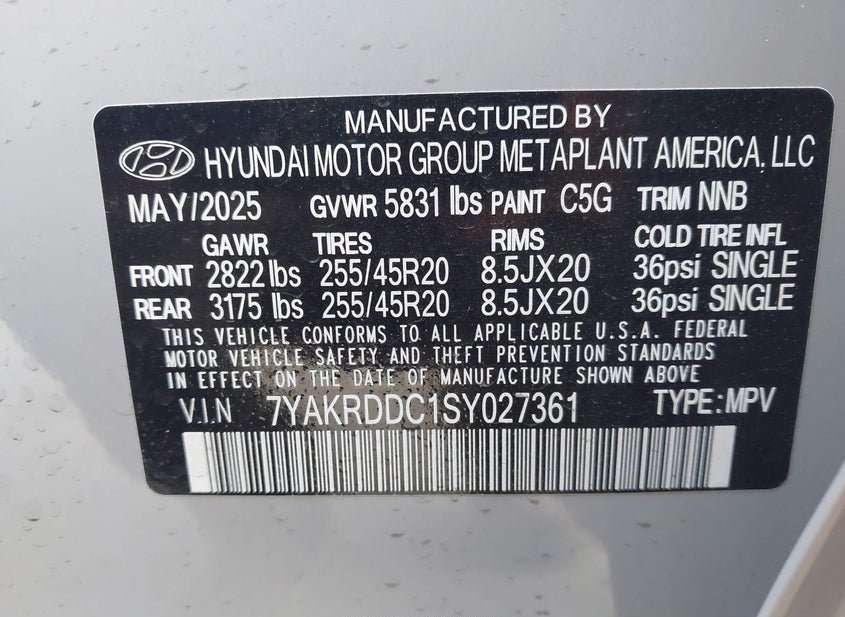 MANUFACTURED BY
HYUNDAI MOTOR GROUP METAPLANT AMERICA, LLC
MAY/2025 GVWR 5831 lbs PAINT C5G TRIM NNB
GAWR TIRES RIMS COLD TIRE INFL
FRONT 2822 lbs 255/45R20 8.5JX20 36psi SINGLE
REAR 3175 lbs 255/45R20 8.5JX20 36psi SINGLE
THIS VEHICLE CONFORMS TO ALL APPLICABLE U.S.A. FEDERAL
MOTOR VEHICLE SAFETY AND THEFT PREVENTION STANDARDS
IN EFFECT ON THE DATE OF MANUFACTURE SHOWN ABOVE
V.I.N 7YAKRDDC1SY027361 TYPE:MPV